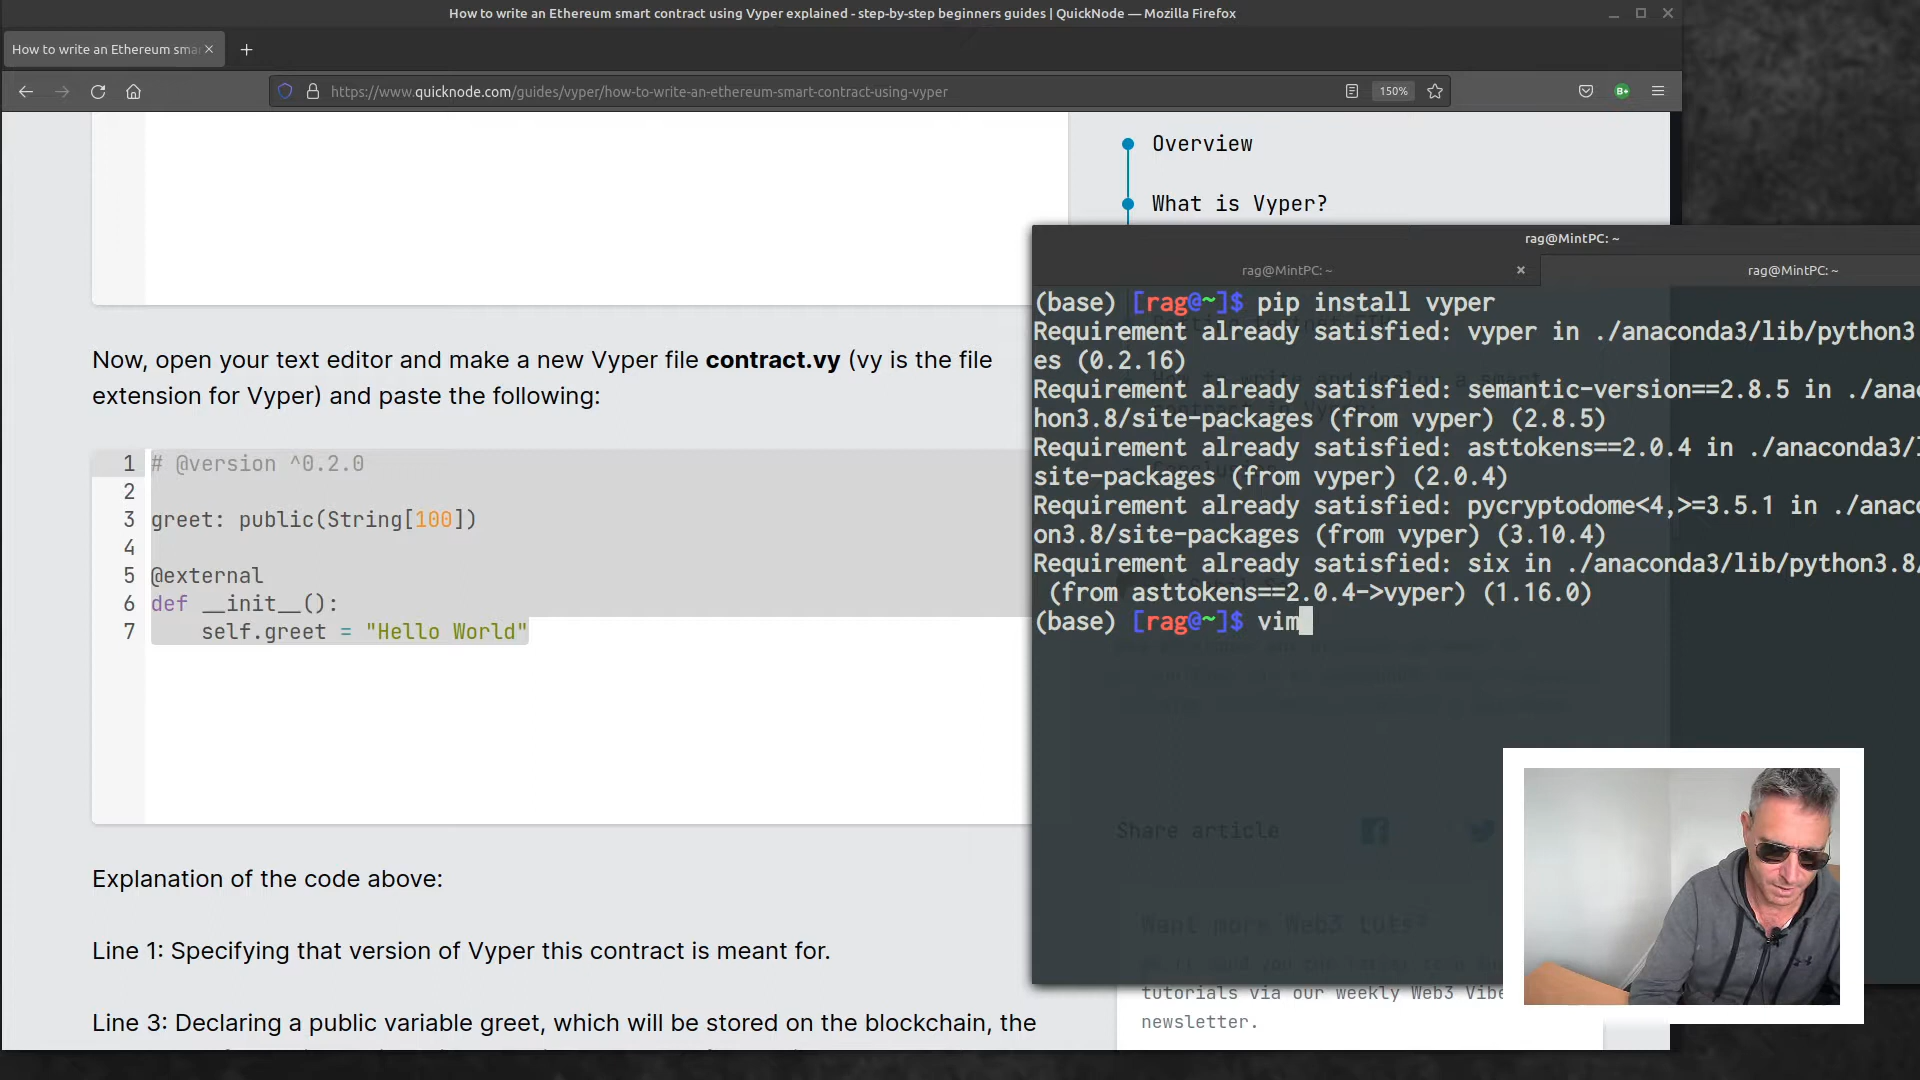 How to write an Ethereum smart contract using Vyper explained - step-by-step beginners guides | QuickNode — Mozilla Firefox
How to write an Ethereum sma
https://www.quicknode.com/guides/vyper/how-to-write-an-ethereum-smart-contract-using-vyper
150%
B+
Overview
What is Vyper?
Now, open your text editor and make a new Vyper file contract.vy (vy is the file
extension for Vyper) and paste the following:
1 # @version ^0.2.0
2
3 greet: public(String[100])
4
5 @external
6 def __init__():
7 self.greet = "Hello World"
Explanation of the code above:
Line 1: Specifying that version of Vyper this contract is meant for.
Line 3: Declaring a public variable greet, which will be stored on the blockchain, the
rag@MintPC: ~
rag@MintPC: ~
rag@MintPC: ~
(base) [rag@~]$ pip install vyper
Requirement already satisfied: vyper in ./anaconda3/lib/python3
es (0.2.16)
Requirement already satisfied: semantic-version==2.8.5 in ./ana
hon3.8/site-packages (from vyper) (2.8.5)
Requirement already satisfied: asttokens==2.0.4 in ./anaconda3/
site-packages (from vyper) (2.0.4)
Requirement already satisfied: pycryptodome<4,>=3.5.1 in ./anac
on3.8/site-packages (from vyper) (3.10.4)
Requirement already satisfied: six in ./anaconda3/lib/python3.8/
(from asttokens==2.0.4->vyper) (1.16.0)
(base) [rag@~]$ vim
Share article
Want more Web3 tuts?
tutorials via our weekly Web3 Vibe
newsletter.